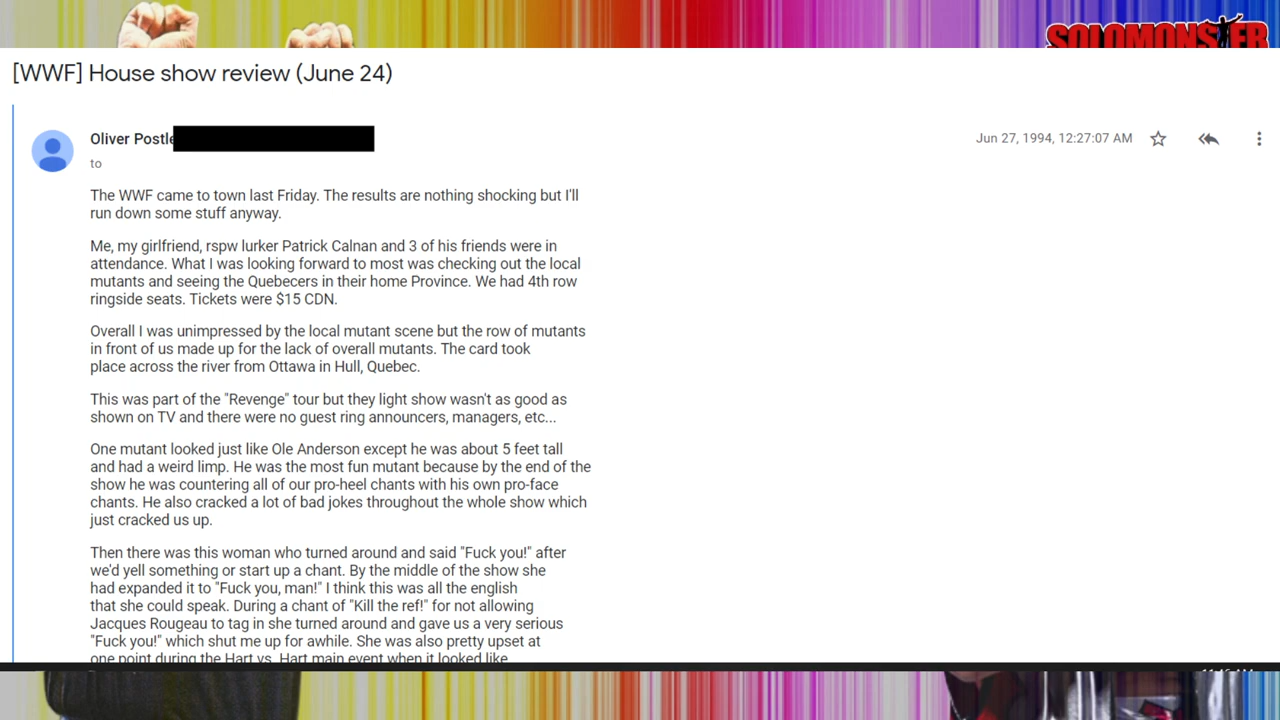 SOLOMONSTER
[WWF] House show review (June 24)
Oliver Postle
Jun 27, 1994, 12:27:07 AM
to
The WWF came to town last Friday. The results are nothing shocking but I'll
run down some stuff anyway.
Me, my girlfriend, rspw lurker Patrick Calnan and 3 of his friends were in
attendance. What I was looking forward to most was checking out the local
mutants and seeing the Quebecers in their home Province. We had 4th row
ringside seats. Tickets were $15 CDN.
Overall I was unimpressed by the local mutant scene but the row of mutants
in front of us made up for the lack of overall mutants. The card took
place across the river from Ottawa in Hull, Quebec.
This was part of the "Revenge" tour but they light show wasn't as good as
shown on TV and there were no guest ring announcers, managers, etc...
One mutant looked just like Ole Anderson except he was about 5 feet tall
and had a weird limp. He was the most fun mutant because by the end of the
show he was countering all of our pro-heel chants with his own pro-face
chants. He also cracked a lot of bad jokes throughout the whole show which
just cracked us up.
Then there was this woman who turned around and said "Fuck you!" after
we'd yell something or start up a chant. By the middle of the show she
had expanded it to "Fuck you, man!" I think this was all the english
that she could speak. During a chant of "Kill the ref!" for not allowing
Jacques Rougeau to tag in she turned around and gave us a very serious
"Fuck you!" which shut me up for awhile. She was also pretty upset at
one point during the Hart vs. Hart main event when it looked like